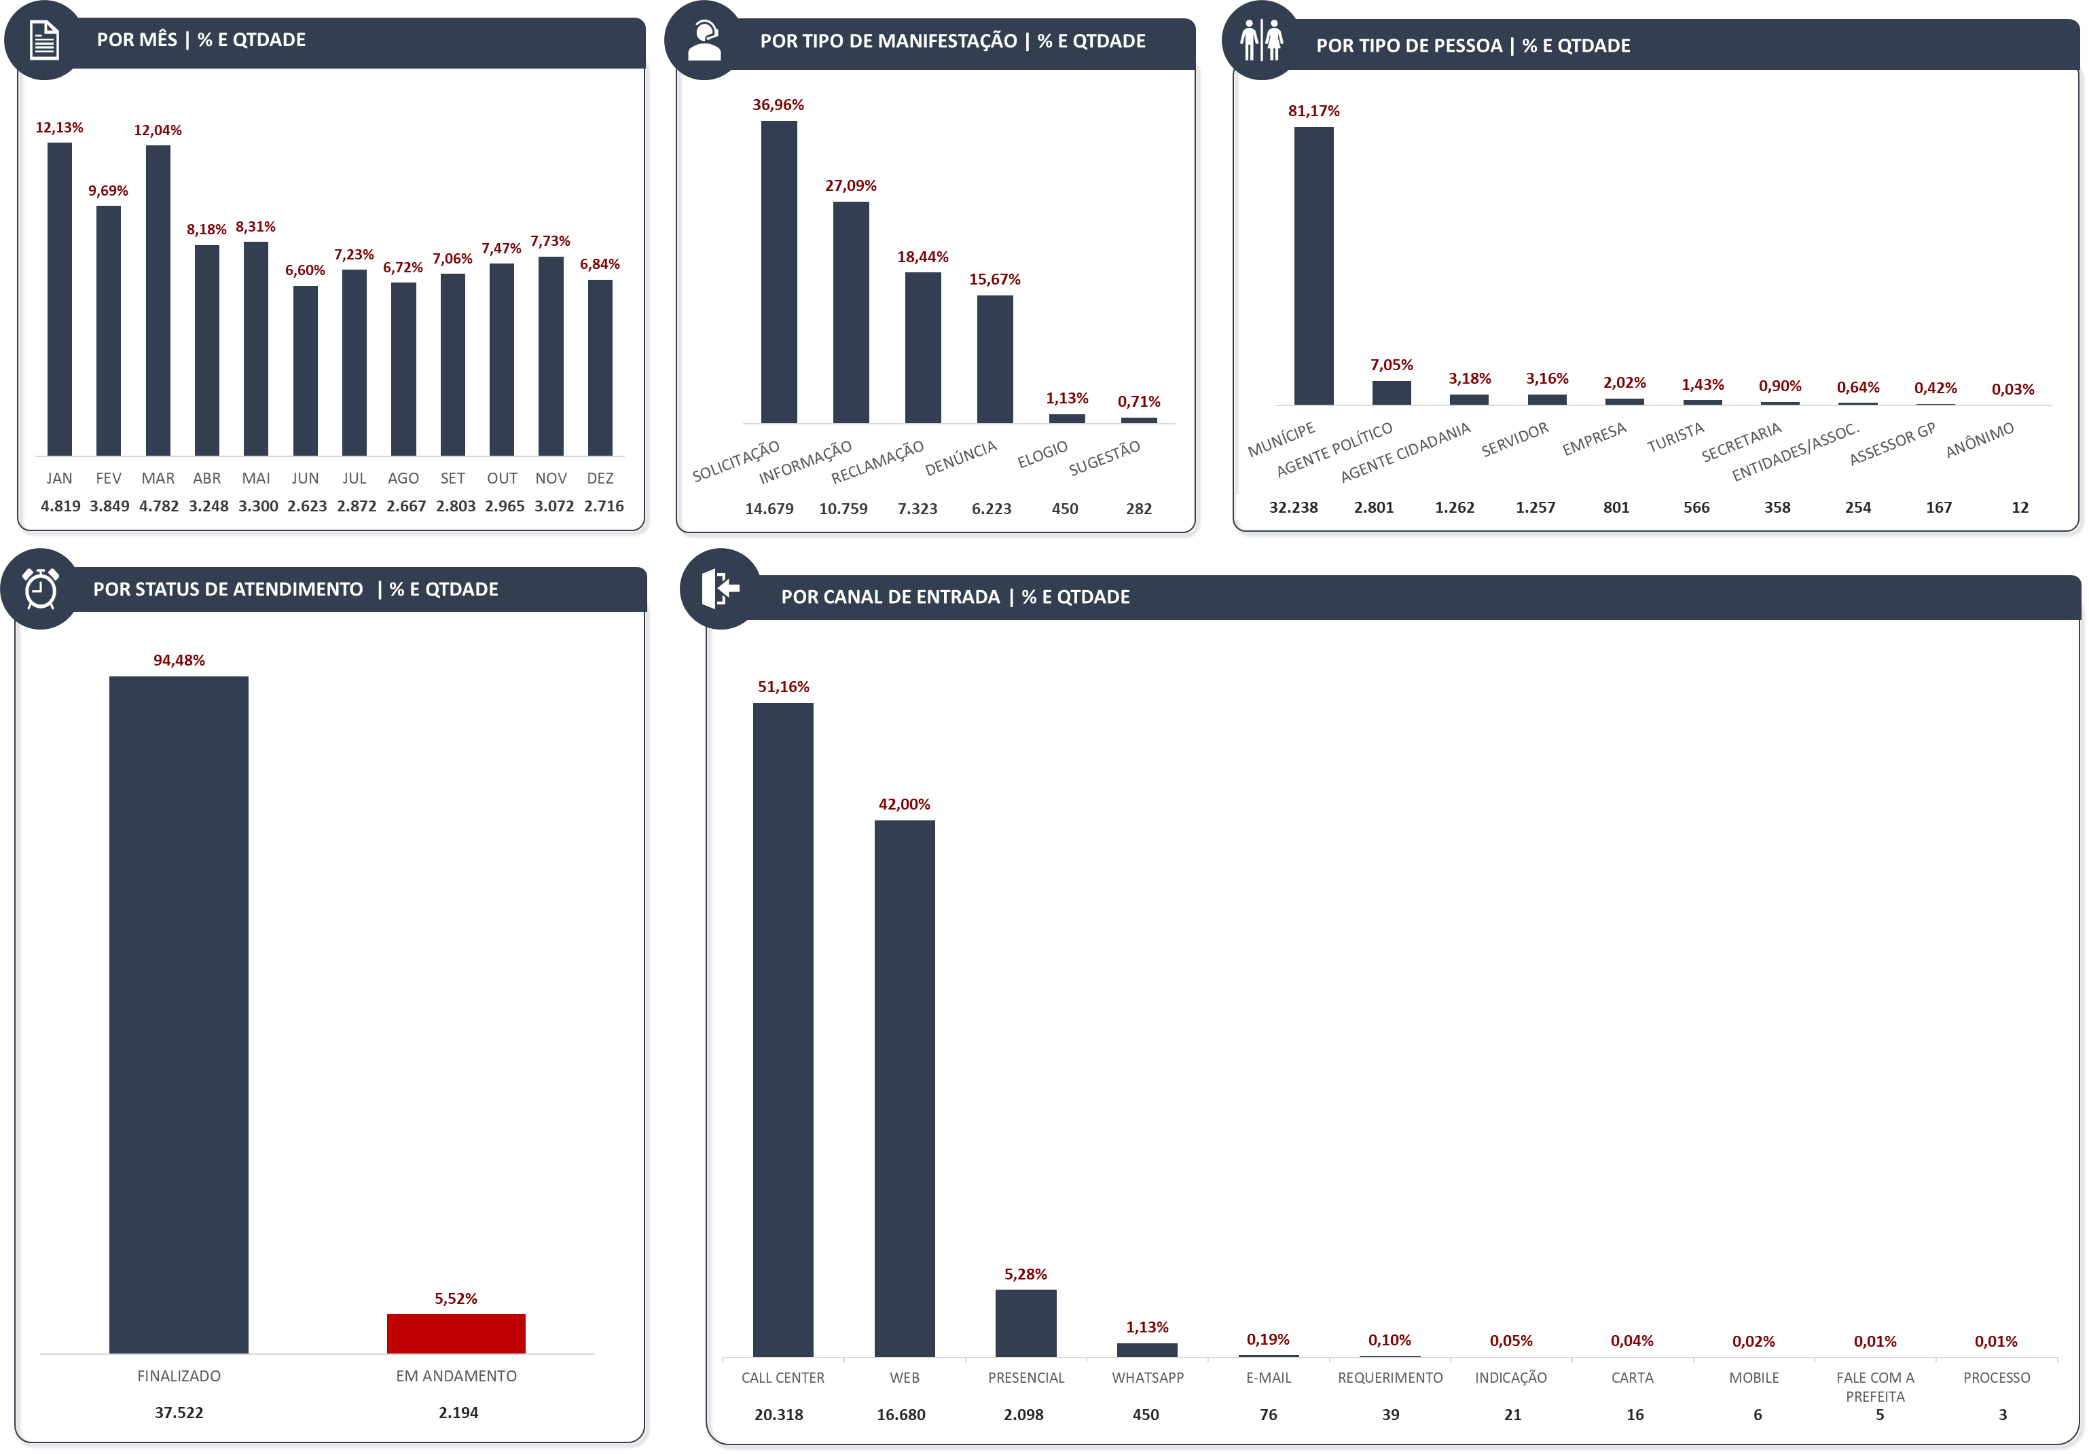 POR MÊS | % E QTDADE
12,13% 9,69% 12,04% 8,18% 8,31% 6,60% 7,23% 6,72% 7,06% 7,47% 7,73% 6,84%
JAN FEV MAR ABR MAI JUN JUL AGO SET OUT NOV DEZ
4.819 3.849 4.782 3.248 3.300 2.623 2.872 2.667 2.803 2.965 3.072 2.716
POR TIPO DE MANIFESTAÇÃO | % E QTDADE
36,96% 27,09% 18,44% 15,67% 1,13% 0,71%
SOLICITAÇÃO INFORMAÇÃO RECLAMAÇÃO DENÚNCIA ELOGIO SUGESTÃO
14.679 10.759 7.323 6.223 450 282
POR TIPO DE PESSOA | % E QTDADE
81,17% 7,05% 3,18% 3,16% 2,02% 1,43% 0,90% 0,64% 0,42% 0,03%
MUNÍCIPE AGENTE POLÍTICO AGENTE CIDADANIA SERVIDOR EMPRESA TURISTA SECRETARIA ENTIDADES/ASSOC. ASSESSOR GP ANÔNIMO
32.238 2.801 1.262 1.257 801 566 358 254 167 12
POR STATUS DE ATENDIMENTO | % E QTDADE
94,48% 5,52%
FINALIZADO EM ANDAMENTO
37.522 2.194
POR CANAL DE ENTRADA | % E QTDADE
51,16% 42,00% 5,28% 1,13% 0,19% 0,10% 0,05% 0,04% 0,02% 0,01% 0,01%
CALL CENTER WEB PRESENCIAL WHATSAPP E-MAIL REQUERIMENTO INDICAÇÃO CARTA MOBILE FALE COM A PROCESSO
PREFEITA
20.318 16.680 2.098 450 76 39 21 16 6 5 3